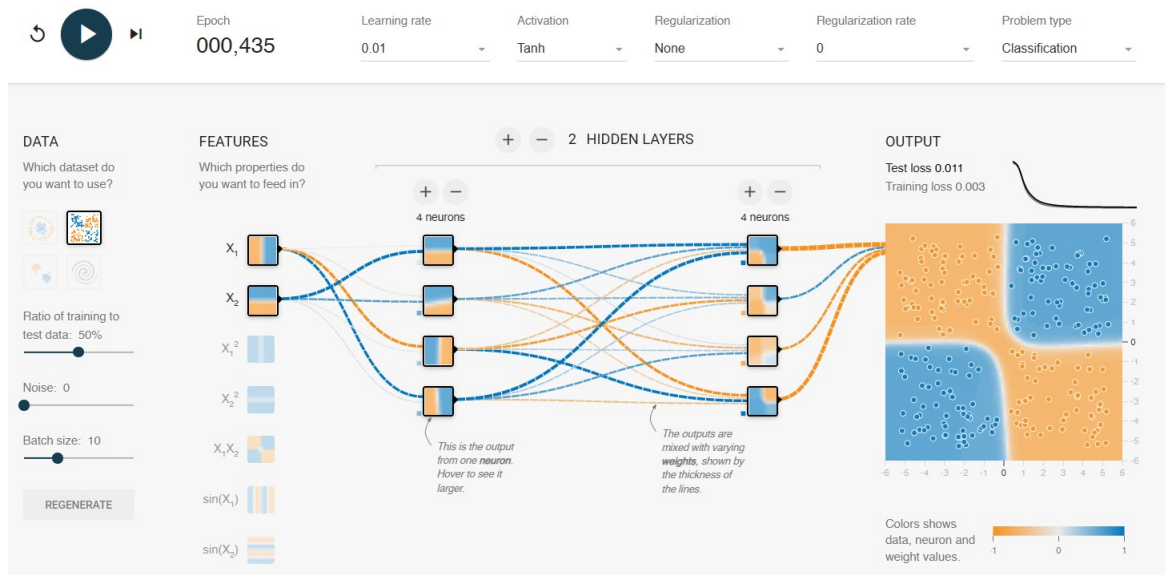 Epoch
000,435
Learning rate
0.01
Activation
Tanh
Regularization
None
Regularization rate
0
Problem type
Classification
DATA
Which dataset do
you want to use?
Ratio of training to
test data: 50%
Noise: 0
Batch size: 10
REGENERATE
FEATURES
Which properties do
you want to feed in?
X₁
X₂
X₁²
X₂²
X₁X₂
sin(X₁)
sin(X₂)
+ − 2 HIDDEN LAYERS
+ −
4 neurons
+ −
4 neurons
This is the output
from one neuron.
Hover to see it
larger.
The outputs are
mixed with varying
weights, shown by
the thickness of
the lines.
OUTPUT
Test loss 0.011
Training loss 0.003
6
5
4
3
2
1
0
-1
-2
-3
-4
-5
-6
-6 -5 -4 -3 -2 -1 0 1 2 3 4 5 6
Colors shows
data, neuron and
weight values.
-1 0 1